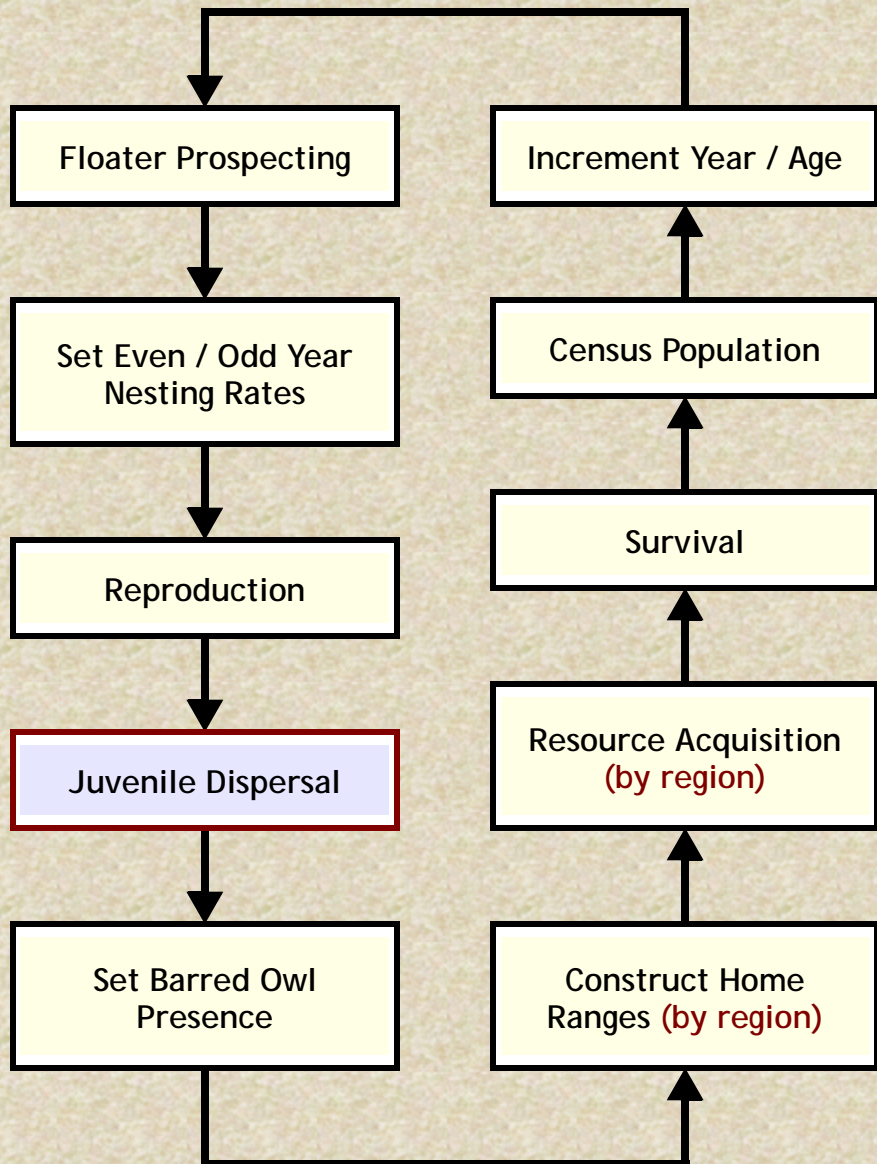 Floater Prospecting
Set Even / Odd Year
Nesting Rates
Reproduction
Juvenile Dispersal
Set Barred Owl
Presence
Construct Home
Ranges (by region)
Resource Acquisition
(by region)
Survival
Census Population
Increment Year / Age